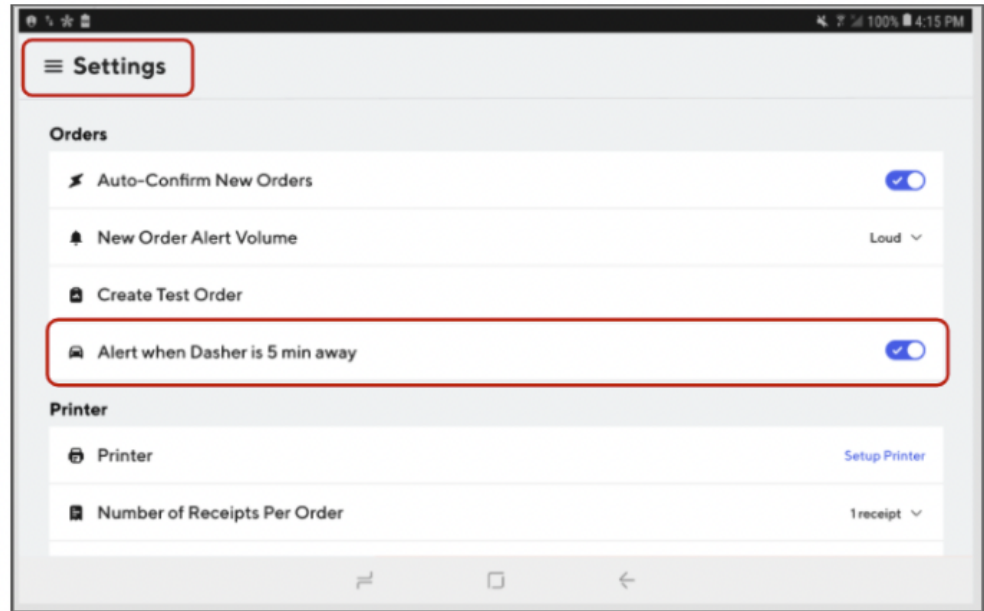 100% 4:15 PM
Settings
Orders
Auto-Confirm New Orders
New Order Alert Volume Loud
Create Test Order
Alert when Dasher is 5 min away
Printer
Printer Setup Printer
Number of Receipts Per Order 1 receipt